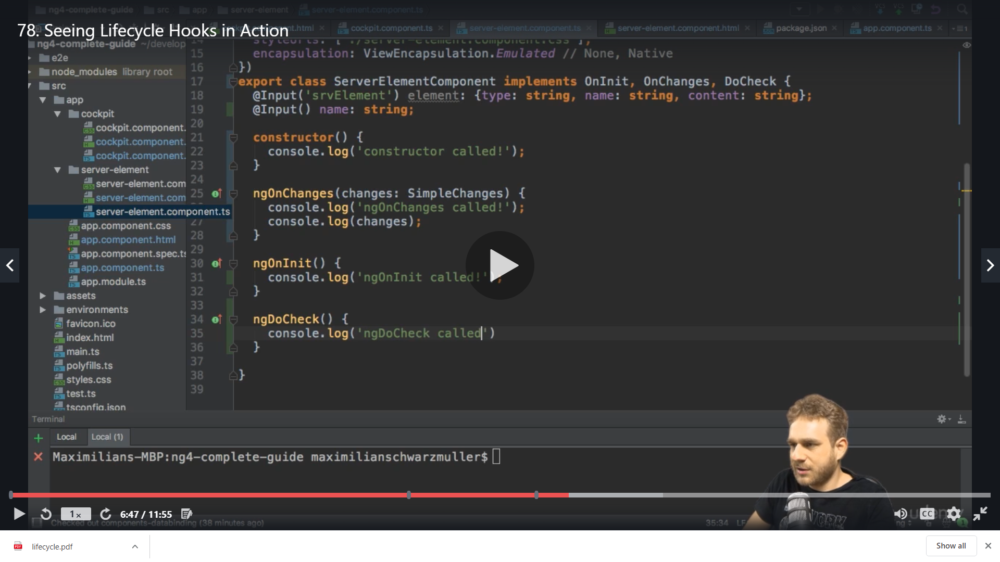 ng4-complete-guide src app server-element server-element.component.ts
78. Seeing Lifecycle Hooks in Action
.html cockpit.component.ts server-element.component.ts server-element.component.html package.json app.component.ts
ng4-complete-guide ~/develop
e2e
node_modules library root
src
app
cockpit
cockpit.component.
cockpit.component.
cockpit.component.
server-element
server-element.com
server-element.com
server-element.component.ts
app.component.css
app.component.html
app.component.spec.ts
app.component.ts
app.module.ts
assets
environments
favicon.ico
index.html
main.ts
polyfills.ts
styles.css
test.ts
tsconfig.json
14 styleUrls: ['./server-element.component.css'],
15 encapsulation: ViewEncapsulation.Emulated // None, Native
16 })
17 export class ServerElementComponent implements OnInit, OnChanges, DoCheck {
18 @Input('srvElement') element: {type: string, name: string, content: string};
19 @Input() name: string;
20
21 constructor() {
22 console.log('constructor called!');
23 }
24
25 ngOnChanges(changes: SimpleChanges) {
console.log('ngOnChanges called!');
27 console.log(changes);
28 }
29
30 ngOnInit() {
31 console.log('ngOnInit called!');
32 }
33
34 ngDoCheck() {
35 console.log('ngDoCheck called')
36 }
37
38 }
39
Terminal
Local Local (1)
Maximilians-MBP:ng4-complete-guide maximilianschwarzmuller$
1x 6:47 / 11:55 CC
Checked out components-databinding (38 minutes ago) 35:34
udemy
lifecycle.pdf
Show all